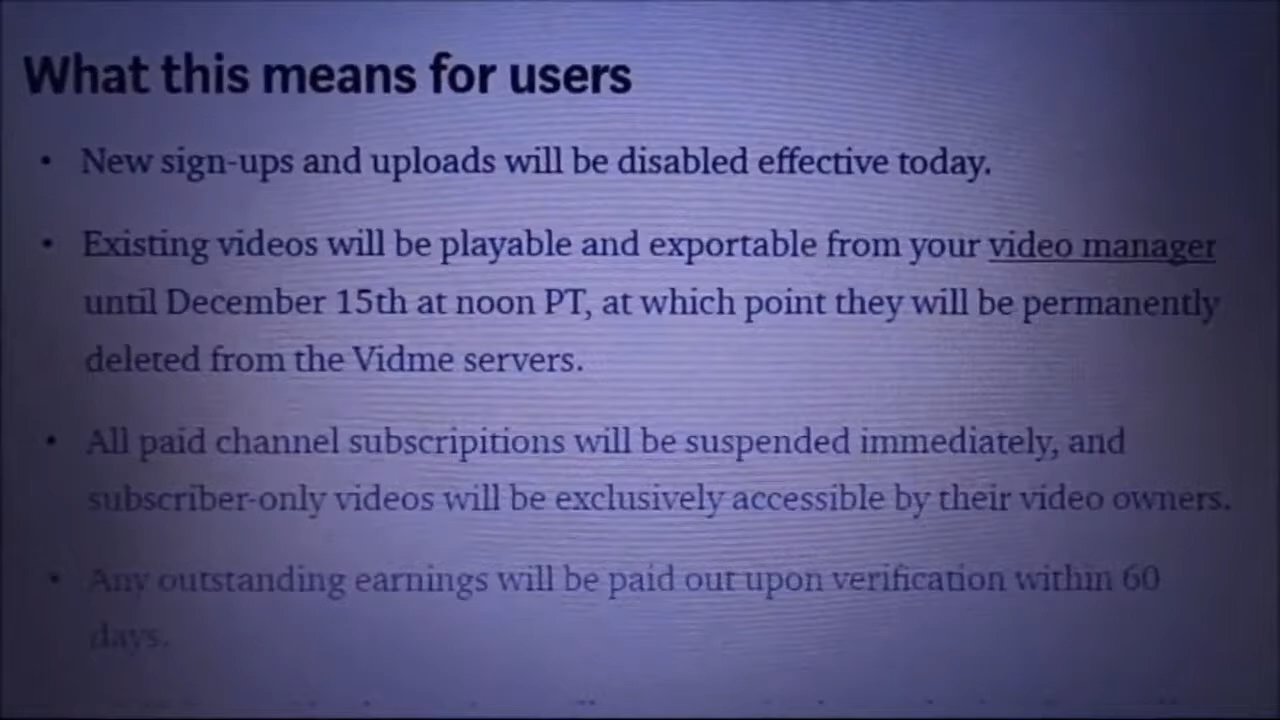 What this means for users
• New sign-ups and uploads will be disabled effective today.
• Existing videos will be playable and exportable from your video manager
until December 15th at noon PT, at which point they will be permanently
deleted from the Vidme servers.
• All paid channel subscripitions will be suspended immediately, and
subscriber-only videos will be exclusively accessible by their video owners.
• Any outstanding earnings will be paid out upon verification within 60
days.